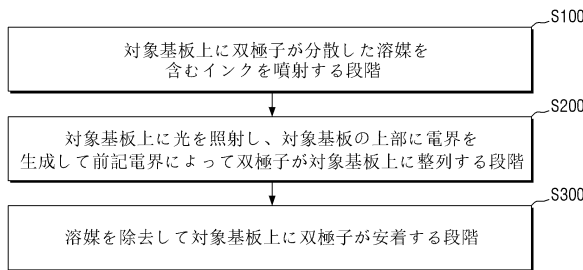 S100
対象基板上に双極子が分散した溶媒を
含むインクを噴射する段階
S200
対象基板上に光を照射し、対象基板の上部に電界を
生成して前記電界によって双極子が対象基板上に整列する段階
S300
溶媒を除去して対象基板上に双極子が安着する段階